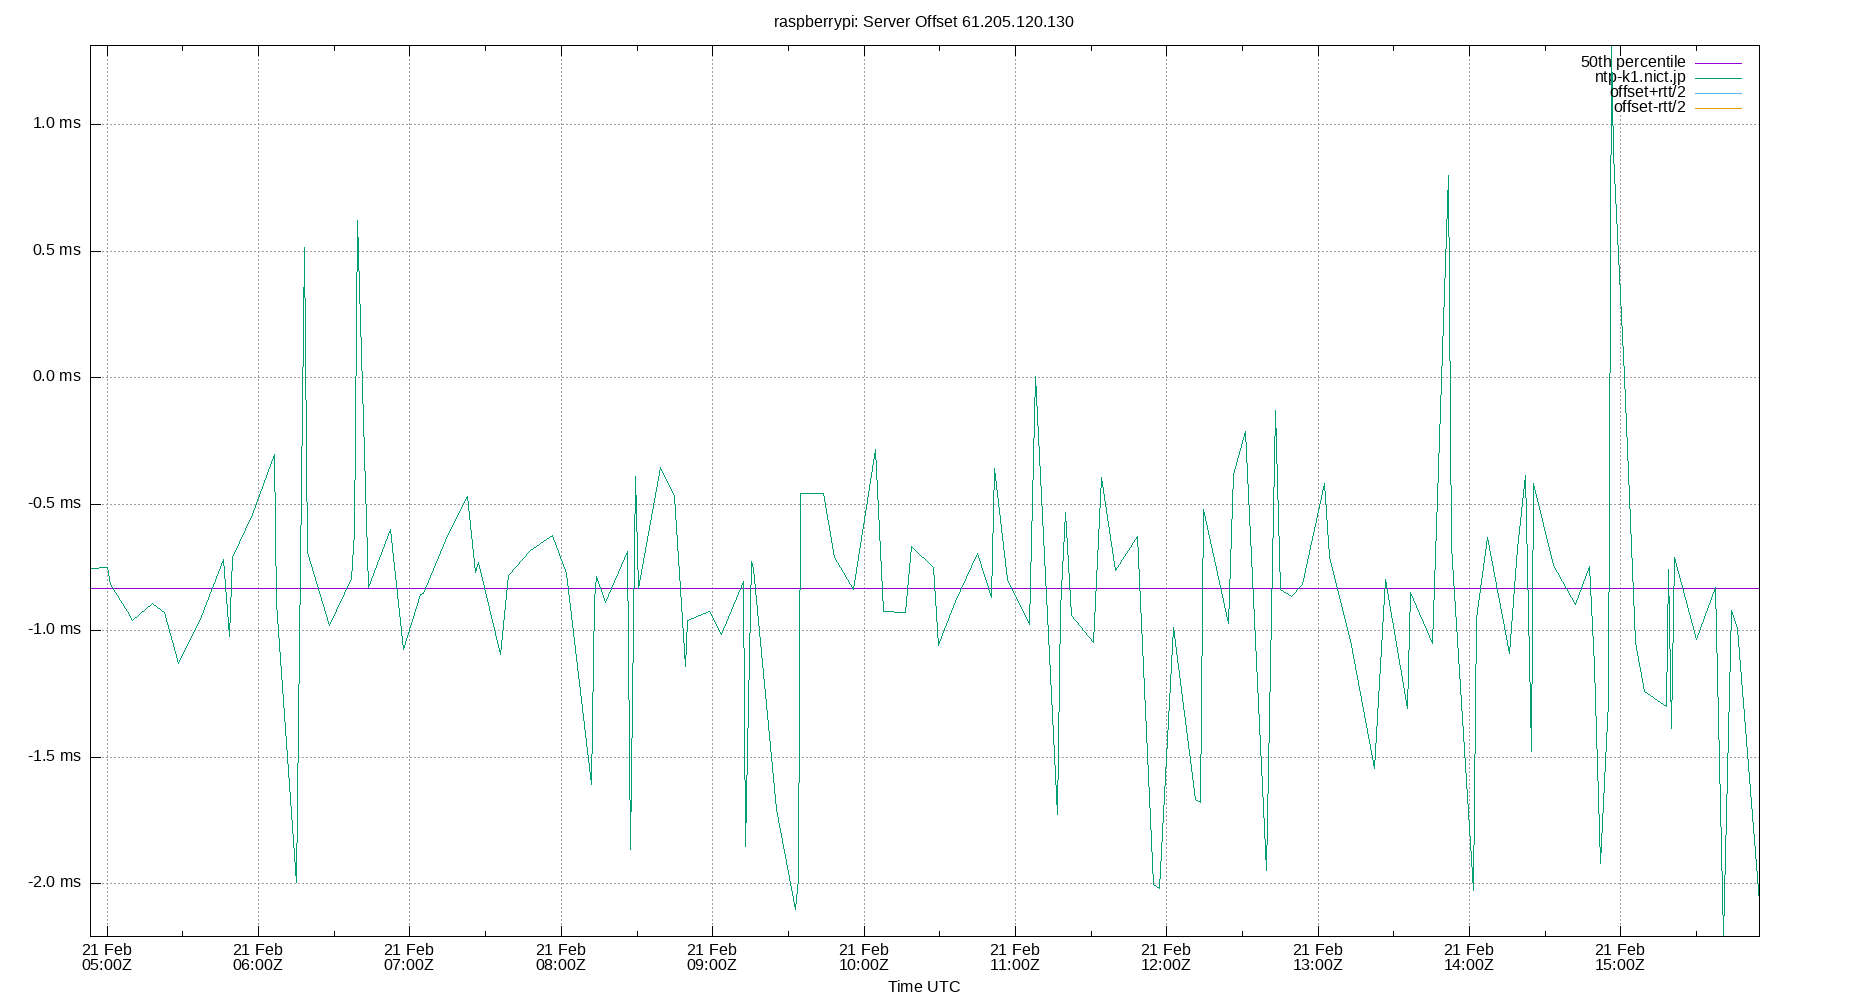 raspberrypi: Server Offset 61.205.120.130
50th percentile
ntp-k1.nict.jp
offset+rtt/2
offset-rtt/2
1.0 ms
0.5 ms
0.0 ms
-0.5 ms
-1.0 ms
-1.5 ms
-2.0 ms
21 Feb 21 Feb 21 Feb 21 Feb 21 Feb 21 Feb 21 Feb 21 Feb 21 Feb 21 Feb 21 Feb
05:00Z 06:00Z 07:00Z 08:00Z 09:00Z 10:00Z 11:00Z 12:00Z 13:00Z 14:00Z 15:00Z
Time UTC